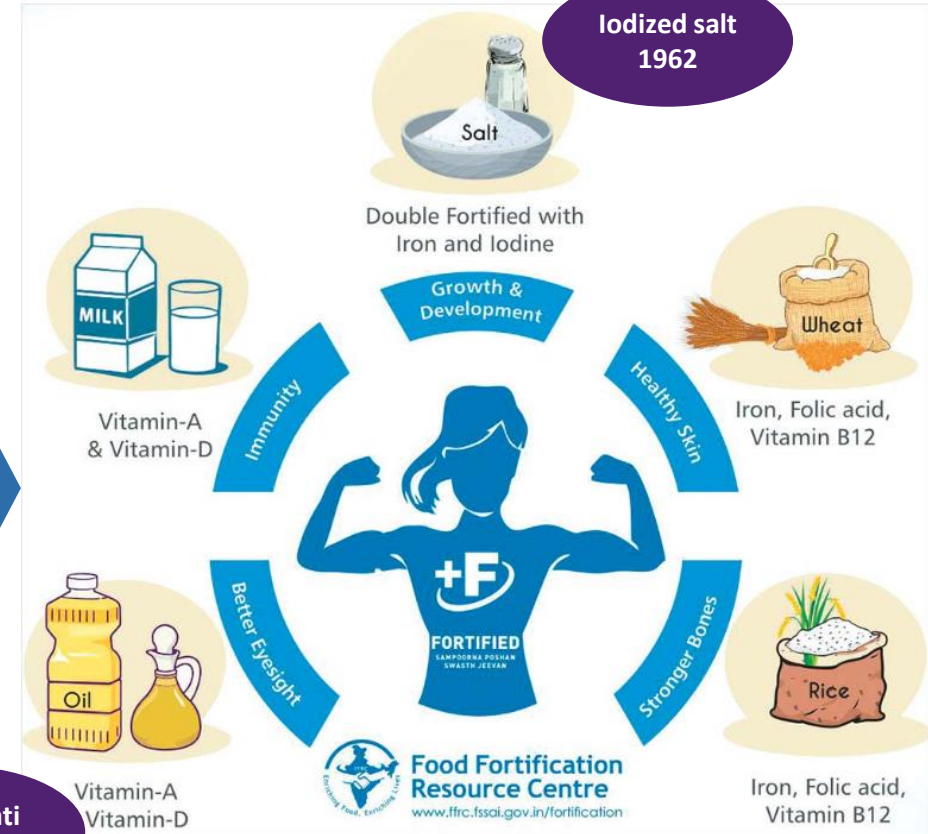 Iodized salt
1962
Salt
Double Fortified with
Iron and Iodine
Growth &
Development
MILK
Vitamin-A
& Vitamin-D
Immunity
Healthy Skin
Wheat
Iron, Folic acid,
Vitamin B12
+F
FORTIFIED
SAMPOORNA POSHAN
SWASTH JEEVAN
Better Eyesight
Stronger Bones
Oil
Vitamin-A
Vitamin-D
Rice
Iron, Folic acid,
Vitamin B12
FFRC
Enriching Food, Enriching Lives
Food Fortification
Resource Centre
www.ffrc.fssai.gov.in/fortification